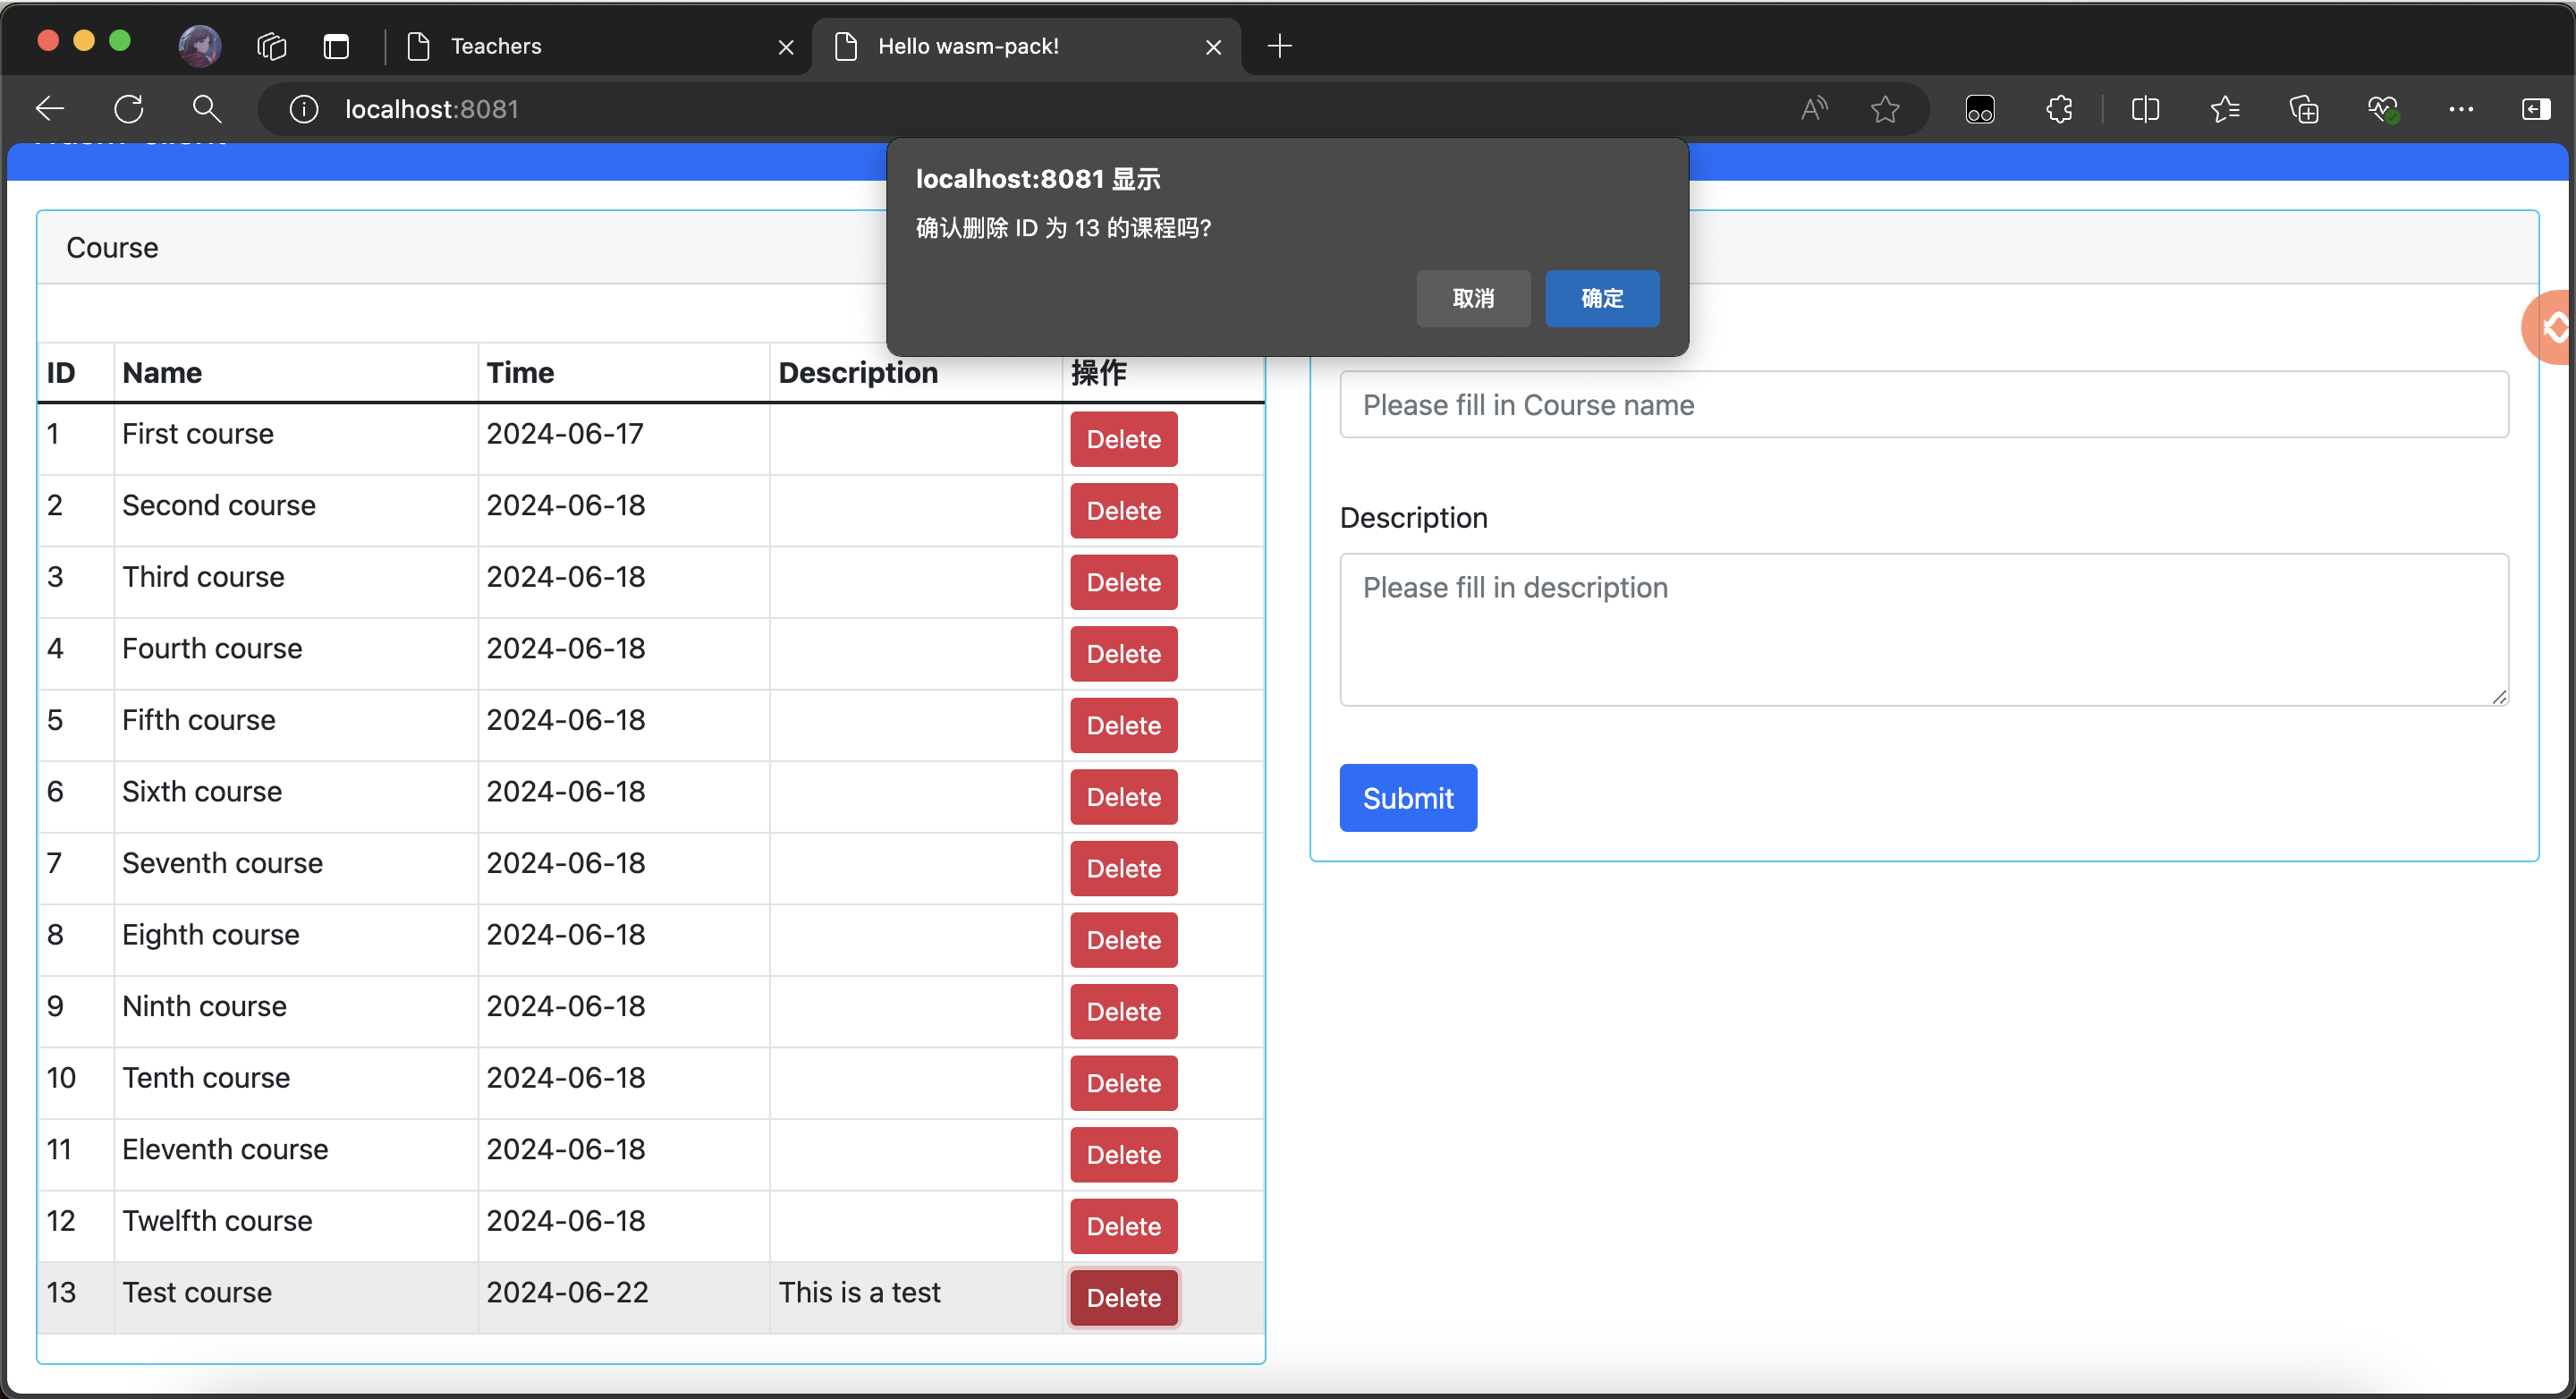 Teachers
Hello wasm-pack!
localhost:8081
localhost:8081 显示
确认删除 ID 为 13 的课程吗?
取消 确定
Course
ID Name Time Description 操作
1 First course 2024-06-17 Delete
2 Second course 2024-06-18 Delete
3 Third course 2024-06-18 Delete
4 Fourth course 2024-06-18 Delete
5 Fifth course 2024-06-18 Delete
6 Sixth course 2024-06-18 Delete
7 Seventh course 2024-06-18 Delete
8 Eighth course 2024-06-18 Delete
9 Ninth course 2024-06-18 Delete
10 Tenth course 2024-06-18 Delete
11 Eleventh course 2024-06-18 Delete
12 Twelfth course 2024-06-18 Delete
13 Test course 2024-06-22 This is a test Delete
Please fill in Course name
Description
Please fill in description
Submit